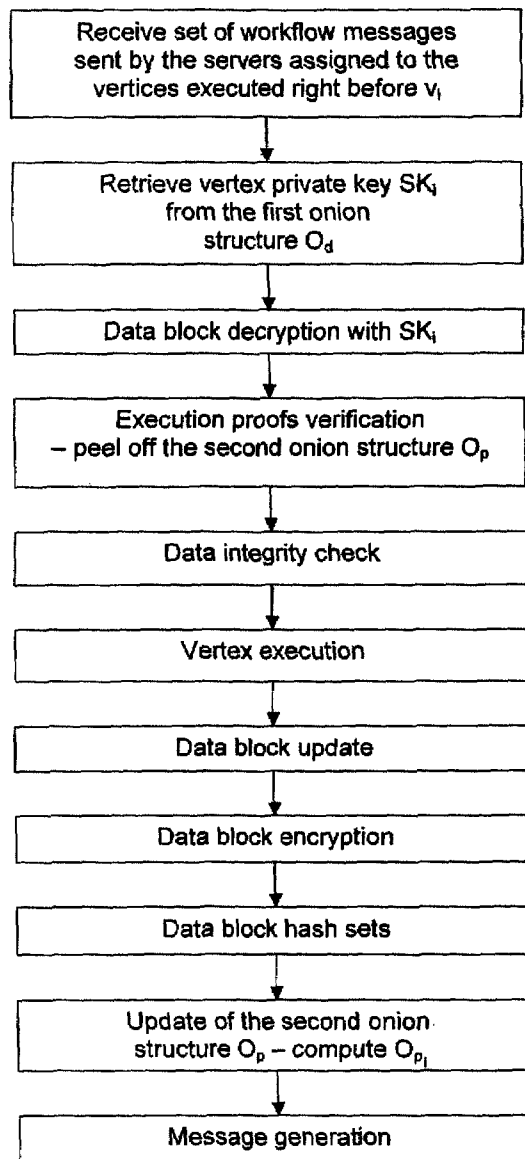 Receive set of workflow messages
sent by the servers assigned to the
vertices executed right before vᵢ
Retrieve vertex private key SKᵢ
from the first onion
structure O_d
Data block decryption with SKᵢ
Execution proofs verification
– peel off the second onion structure Oₚ
Data integrity check
Vertex execution
Data block update
Data block encryption
Data block hash sets
Update of the second onion
structure Oₚ – compute O_pᵢ
Message generation